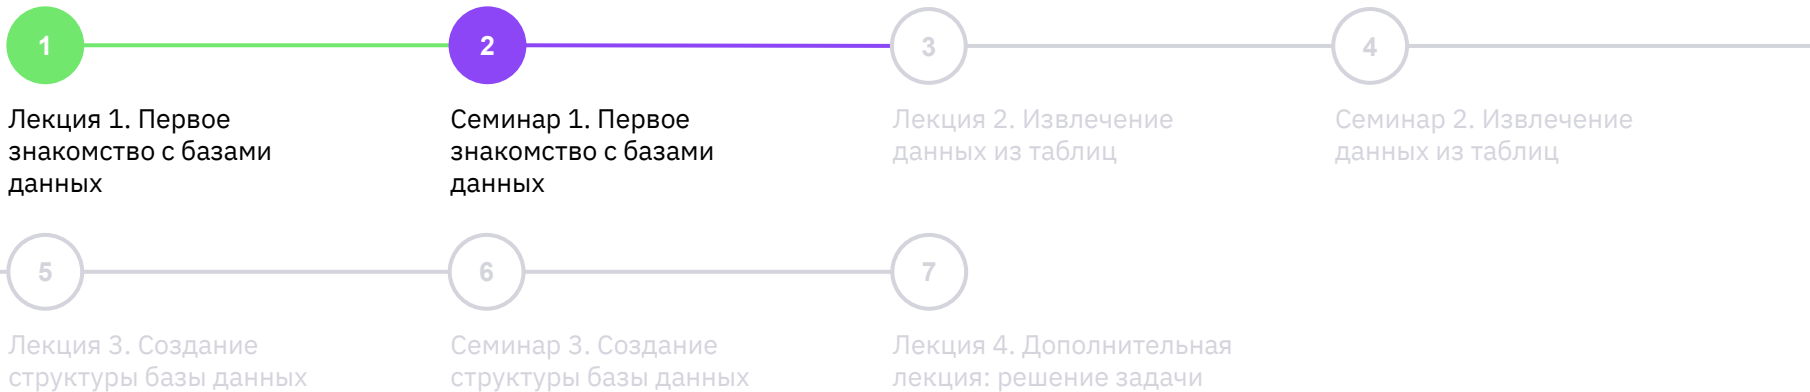 1
2
3
4
Лекция 1. Первое
знакомство с базами
данных
Семинар 1. Первое
знакомство с базами
данных
Лекция 2. Извлечение
данных из таблиц
Семинар 2. Извлечение
данных из таблиц
5
6
7
Лекция 3. Создание
структуры базы данных
Семинар 3. Создание
структуры базы данных
Лекция 4. Дополнительная
лекция: решение задачи